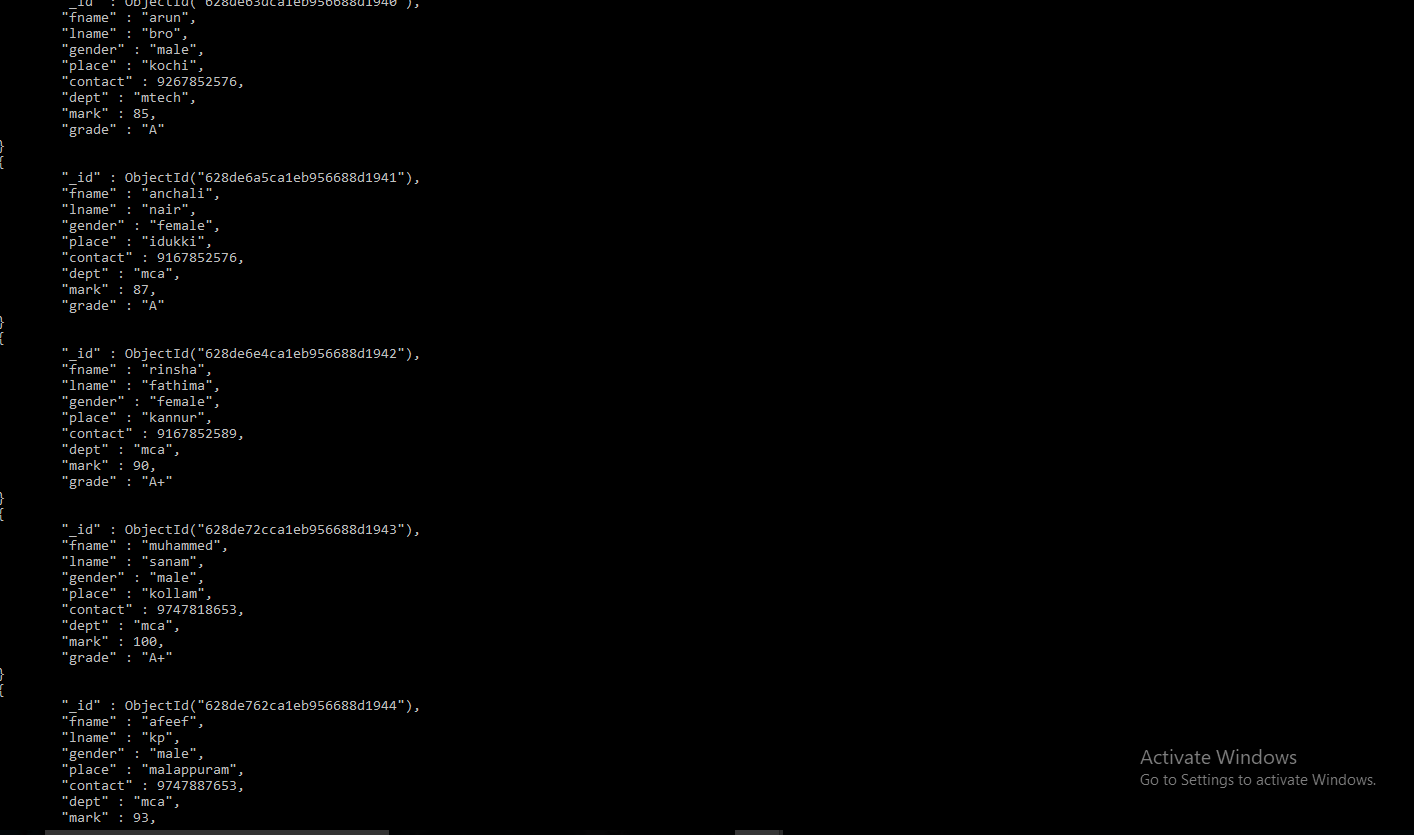 "_id" : ObjectId("628de63dca1eb956688d1940"),
"fname" : "arun",
"lname" : "bro",
"gender" : "male",
"place" : "kochi",
"contact" : 9267852576,
"dept" : "mtech",
"mark" : 85,
"grade" : "A"
}
{
"_id" : ObjectId("628de6a5ca1eb956688d1941"),
"fname" : "anchali",
"lname" : "nair",
"gender" : "female",
"place" : "idukki",
"contact" : 9167852576,
"dept" : "mca",
"mark" : 87,
"grade" : "A"
}
{
"_id" : ObjectId("628de6e4ca1eb956688d1942"),
"fname" : "rinsha",
"lname" : "fathima",
"gender" : "female",
"place" : "kannur",
"contact" : 9167852589,
"dept" : "mca",
"mark" : 90,
"grade" : "A+"
}
{
"_id" : ObjectId("628de72cca1eb956688d1943"),
"fname" : "muhammed",
"lname" : "sanam",
"gender" : "male",
"place" : "kollam",
"contact" : 9747818653,
"dept" : "mca",
"mark" : 100,
"grade" : "A+"
}
{
"_id" : ObjectId("628de762ca1eb956688d1944"),
"fname" : "afeef",
"lname" : "kp",
"gender" : "male",
"place" : "malappuram",
"contact" : 9747887653,
"dept" : "mca",
"mark" : 93,
Activate Windows
Go to Settings to activate Windows.